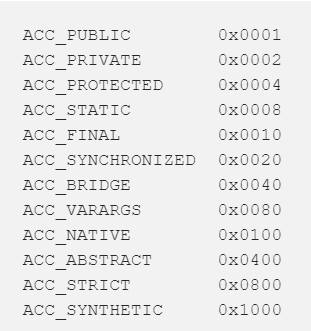 ACC_PUBLIC 0x0001
ACC_PRIVATE 0x0002
ACC_PROTECTED 0x0004
ACC_STATIC 0x0008
ACC_FINAL 0x0010
ACC_SYNCHRONIZED 0x0020
ACC_BRIDGE 0x0040
ACC_VARARGS 0x0080
ACC_NATIVE 0x0100
ACC_ABSTRACT 0x0400
ACC_STRICT 0x0800
ACC_SYNTHETIC 0x1000